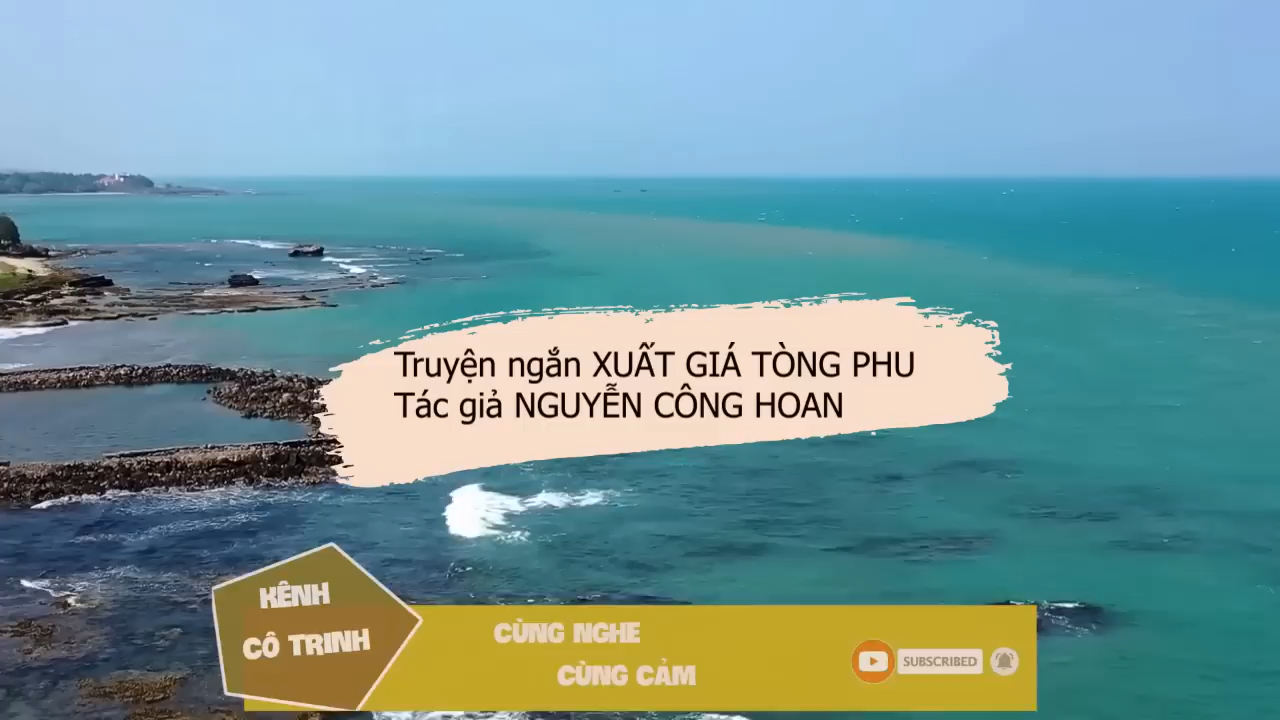 Truyện ngắn XUẤT GIÁ TÒNG PHU
Tác giả NGUYỄN CÔNG HOAN
KÊNH
CÔ TRINH
CÙNG NGHE
CÙNG CẢM
SUBSCRIBED